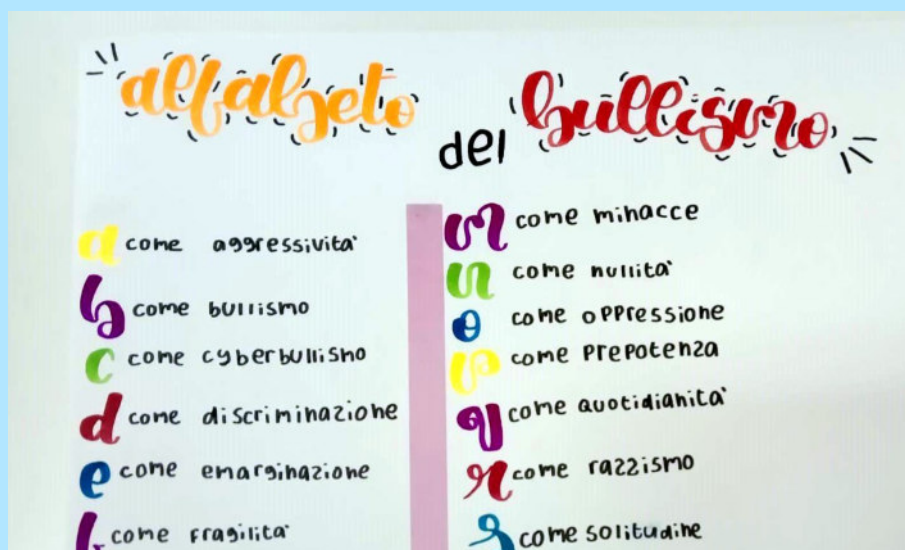 alfabeto
del bullismo
a come aggressività
b come bullismo
c come cyberbullismo
d come discriminazione
e come emarginazione
f come fragilità
m come minacce
n come nullità
o come oppressione
p come prepotenza
q come quotidianità
r come razzismo
s come solitudine